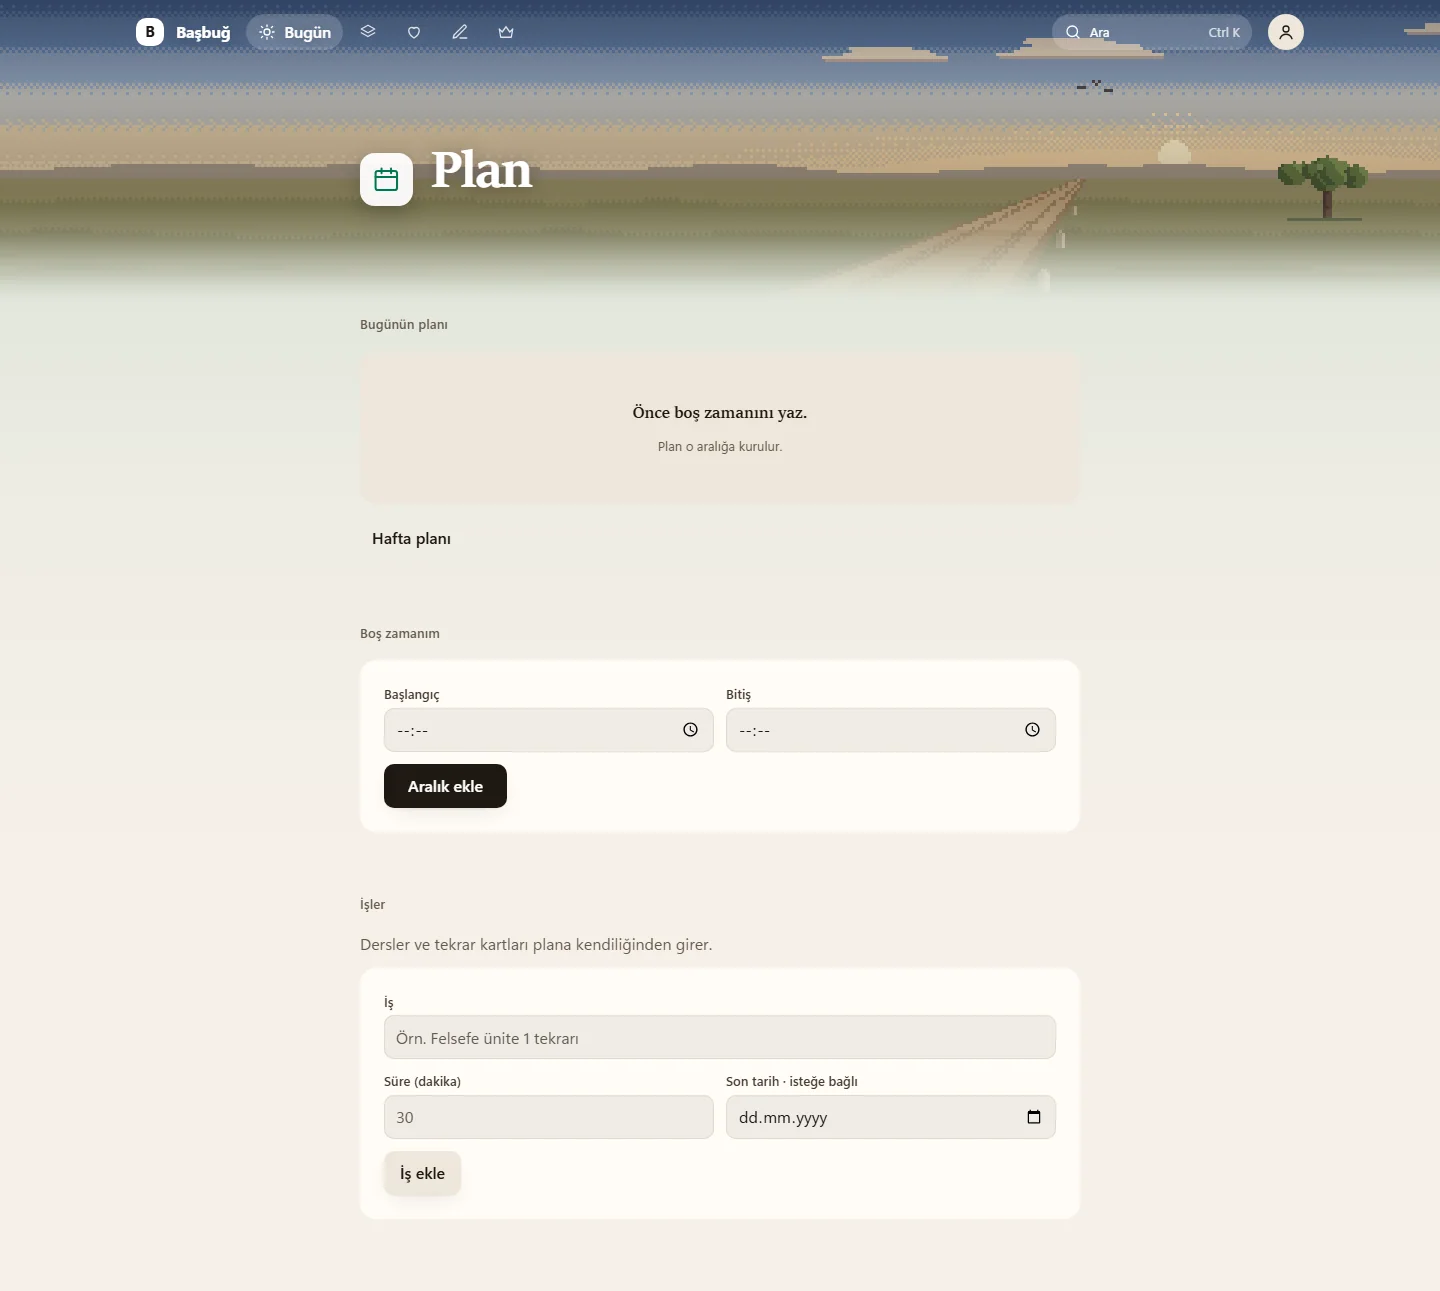 B Başbuğ Bugün Ara Ctrl K
Plan
Bugünün planı
Önce boş zamanını yaz.
Plan o aralığa kurulur.
Hafta planı
Boş zamanım
Başlangıç Bitiş
--:-- --:--
Aralık ekle
İşler
Dersler ve tekrar kartları plana kendiliğinden girer.
İş
Örn. Felsefe ünite 1 tekrarı
Süre (dakika) Son tarih · isteğe bağlı
30 dd.mm.yyyy
İş ekle